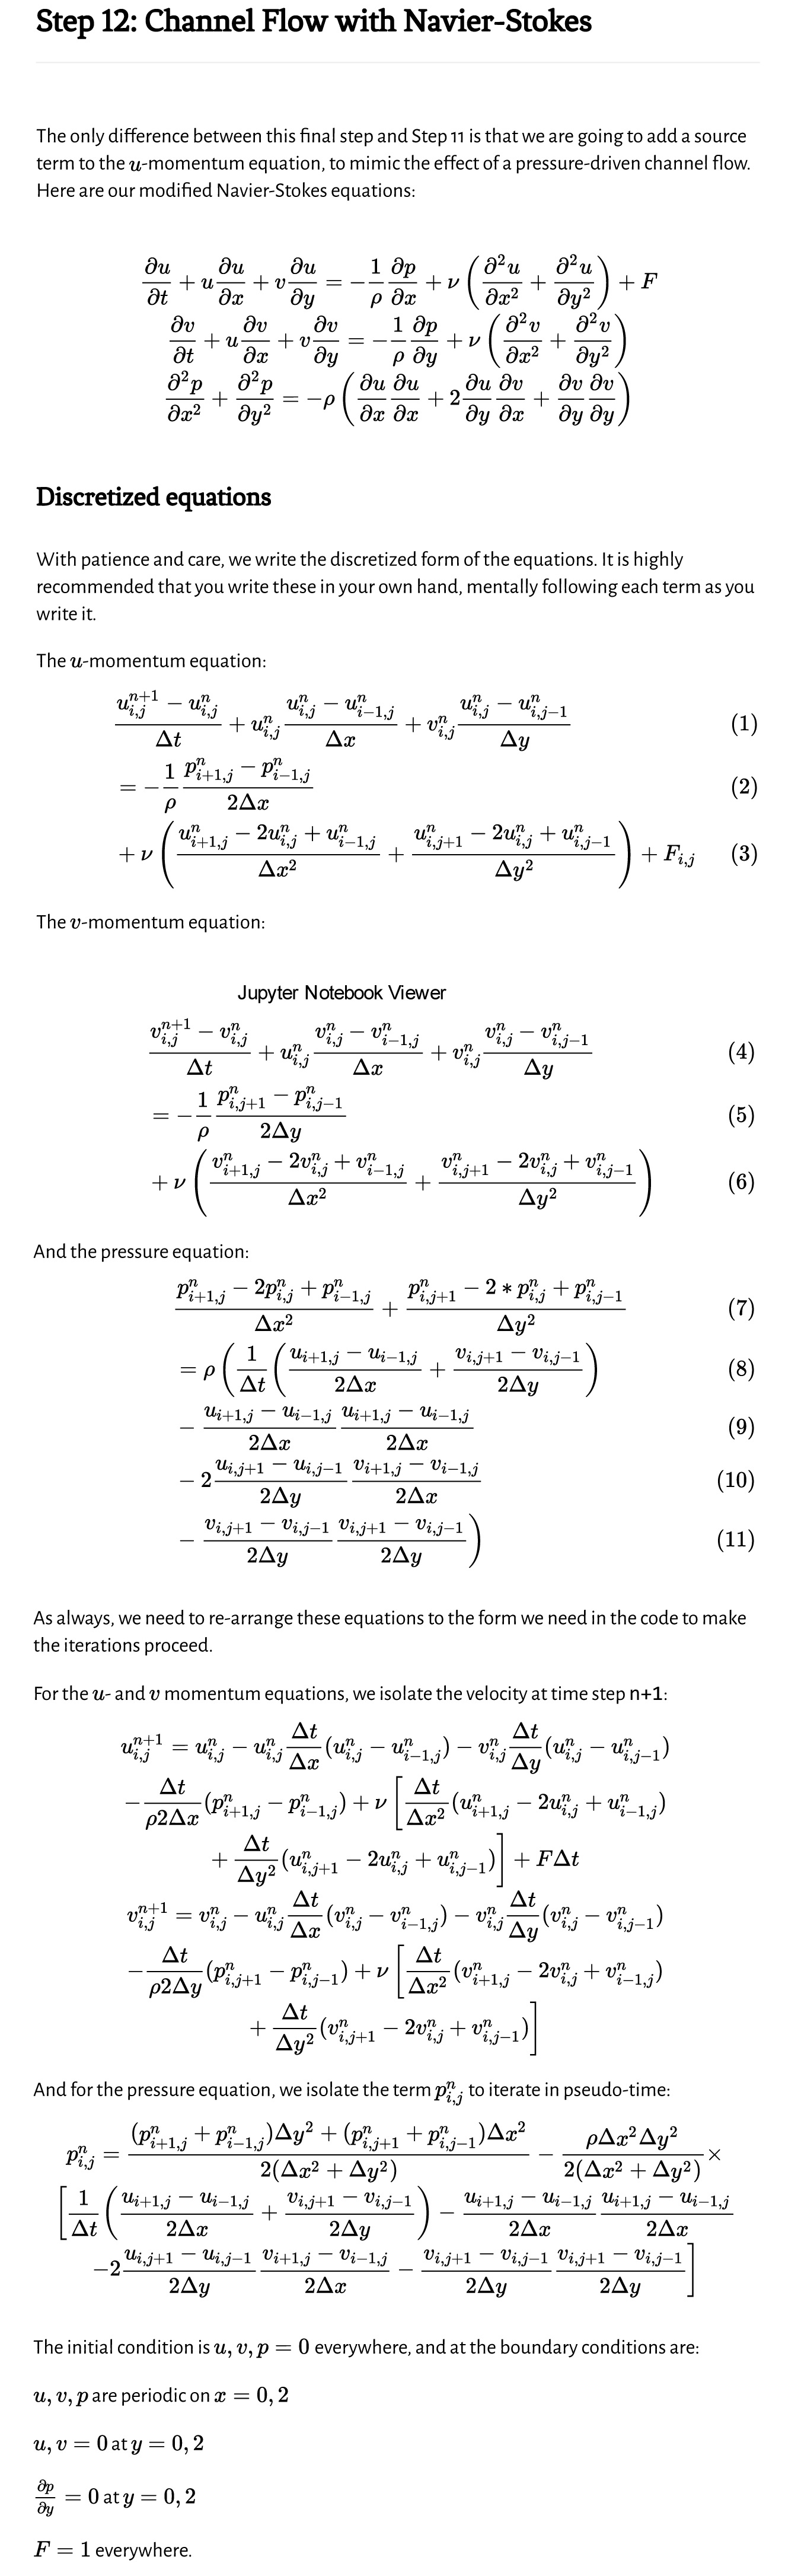 Step 12: Channel Flow with Navier-Stokes
The only difference between this final step and Step 11 is that we are going to add a source
term to the $u$-momentum equation, to mimic the effect of a pressure-driven channel flow.
Here are our modified Navier-Stokes equations:
$\frac{\partial u}{\partial t} + u\frac{\partial u}{\partial x} + v\frac{\partial u}{\partial y} = -\frac{1}{\rho}\frac{\partial p}{\partial x} + \nu\left(\frac{\partial^2 u}{\partial x^2} + \frac{\partial^2 u}{\partial y^2}\right) + F$
$\frac{\partial v}{\partial t} + u\frac{\partial v}{\partial x} + v\frac{\partial v}{\partial y} = -\frac{1}{\rho}\frac{\partial p}{\partial y} + \nu\left(\frac{\partial^2 v}{\partial x^2} + \frac{\partial^2 v}{\partial y^2}\right)$
$\frac{\partial^2 p}{\partial x^2} + \frac{\partial^2 p}{\partial y^2} = -\rho\left(\frac{\partial u}{\partial x}\frac{\partial u}{\partial x} + 2\frac{\partial u}{\partial y}\frac{\partial v}{\partial x} + \frac{\partial v}{\partial y}\frac{\partial v}{\partial y}\right)$
Discretized equations
With patience and care, we write the discretized form of the equations. It is highly
recommended that you write these in your own hand, mentally following each term as you
write it.
The $u$-momentum equation:
$\frac{u_{i,j}^{n+1} - u_{i,j}^n}{\Delta t} + u_{i,j}^n\frac{u_{i,j}^n - u_{i-1,j}^n}{\Delta x} + v_{i,j}^n\frac{u_{i,j}^n - u_{i,j-1}^n}{\Delta y}$ (1)
$= -\frac{1}{\rho}\frac{p_{i+1,j}^n - p_{i-1,j}^n}{2\Delta x}$ (2)
$+ \nu\left(\frac{u_{i+1,j}^n - 2u_{i,j}^n + u_{i-1,j}^n}{\Delta x^2} + \frac{u_{i,j+1}^n - 2u_{i,j}^n + u_{i,j-1}^n}{\Delta y^2}\right) + F_{i,j}$ (3)
The $v$-momentum equation:
Jupyter Notebook Viewer
$\frac{v_{i,j}^{n+1} - v_{i,j}^n}{\Delta t} + u_{i,j}^n\frac{v_{i,j}^n - v_{i-1,j}^n}{\Delta x} + v_{i,j}^n\frac{v_{i,j}^n - v_{i,j-1}^n}{\Delta y}$ (4)
$= -\frac{1}{\rho}\frac{p_{i,j+1}^n - p_{i,j-1}^n}{2\Delta y}$ (5)
$+ \nu\left(\frac{v_{i+1,j}^n - 2v_{i,j}^n + v_{i-1,j}^n}{\Delta x^2} + \frac{v_{i,j+1}^n - 2v_{i,j}^n + v_{i,j-1}^n}{\Delta y^2}\right)$ (6)
And the pressure equation:
$\frac{p_{i+1,j}^n - 2p_{i,j}^n + p_{i-1,j}^n}{\Delta x^2} + \frac{p_{i,j+1}^n - 2*p_{i,j}^n + p_{i,j-1}^n}{\Delta y^2}$ (7)
$= \rho\left(\frac{1}{\Delta t}\left(\frac{u_{i+1,j} - u_{i-1,j}}{2\Delta x} + \frac{v_{i,j+1} - v_{i,j-1}}{2\Delta y}\right)\right.$ (8)
$- \frac{u_{i+1,j} - u_{i-1,j}}{2\Delta x}\frac{u_{i+1,j} - u_{i-1,j}}{2\Delta x}$ (9)
$- 2\frac{u_{i,j+1} - u_{i,j-1}}{2\Delta y}\frac{v_{i+1,j} - v_{i-1,j}}{2\Delta x}$ (10)
$\left.- \frac{v_{i,j+1} - v_{i,j-1}}{2\Delta y}\frac{v_{i,j+1} - v_{i,j-1}}{2\Delta y}\right)$ (11)
As always, we need to re-arrange these equations to the form we need in the code to make
the iterations proceed.
For the $u$- and $v$ momentum equations, we isolate the velocity at time step n+1:
$u_{i,j}^{n+1} = u_{i,j}^n - u_{i,j}^n\frac{\Delta t}{\Delta x}(u_{i,j}^n - u_{i-1,j}^n) - v_{i,j}^n\frac{\Delta t}{\Delta y}(u_{i,j}^n - u_{i,j-1}^n)$
$-\frac{\Delta t}{\rho 2\Delta x}(p_{i+1,j}^n - p_{i-1,j}^n) + \nu\left[\frac{\Delta t}{\Delta x^2}(u_{i+1,j}^n - 2u_{i,j}^n + u_{i-1,j}^n)\right.$
$\left.+ \frac{\Delta t}{\Delta y^2}(u_{i,j+1}^n - 2u_{i,j}^n + u_{i,j-1}^n)\right] + F\Delta t$
$v_{i,j}^{n+1} = v_{i,j}^n - u_{i,j}^n\frac{\Delta t}{\Delta x}(v_{i,j}^n - v_{i-1,j}^n) - v_{i,j}^n\frac{\Delta t}{\Delta y}(v_{i,j}^n - v_{i,j-1}^n)$
$-\frac{\Delta t}{\rho 2\Delta y}(p_{i,j+1}^n - p_{i,j-1}^n) + \nu\left[\frac{\Delta t}{\Delta x^2}(v_{i+1,j}^n - 2v_{i,j}^n + v_{i-1,j}^n)\right.$
$\left.+ \frac{\Delta t}{\Delta y^2}(v_{i,j+1}^n - 2v_{i,j}^n + v_{i,j-1}^n)\right]$
And for the pressure equation, we isolate the term $p_{i,j}^n$ to iterate in pseudo-time:
$p_{i,j}^n = \frac{(p_{i+1,j}^n + p_{i-1,j}^n)\Delta y^2 + (p_{i,j+1}^n + p_{i,j-1}^n)\Delta x^2}{2(\Delta x^2 + \Delta y^2)} - \frac{\rho\Delta x^2\Delta y^2}{2(\Delta x^2 + \Delta y^2)} \times$
$\left[\frac{1}{\Delta t}\left(\frac{u_{i+1,j} - u_{i-1,j}}{2\Delta x} + \frac{v_{i,j+1} - v_{i,j-1}}{2\Delta y}\right) - \frac{u_{i+1,j} - u_{i-1,j}}{2\Delta x}\frac{u_{i+1,j} - u_{i-1,j}}{2\Delta x}\right.$
$\left.-2\frac{u_{i,j+1} - u_{i,j-1}}{2\Delta y}\frac{v_{i+1,j} - v_{i-1,j}}{2\Delta x} - \frac{v_{i,j+1} - v_{i,j-1}}{2\Delta y}\frac{v_{i,j+1} - v_{i,j-1}}{2\Delta y}\right]$
The initial condition is $u, v, p = 0$ everywhere, and at the boundary conditions are:
$u, v, p$ are periodic on $x = 0, 2$
$u, v = 0$ at $y = 0, 2$
$\frac{\partial p}{\partial y} = 0$ at $y = 0, 2$
$F = 1$ everywhere.